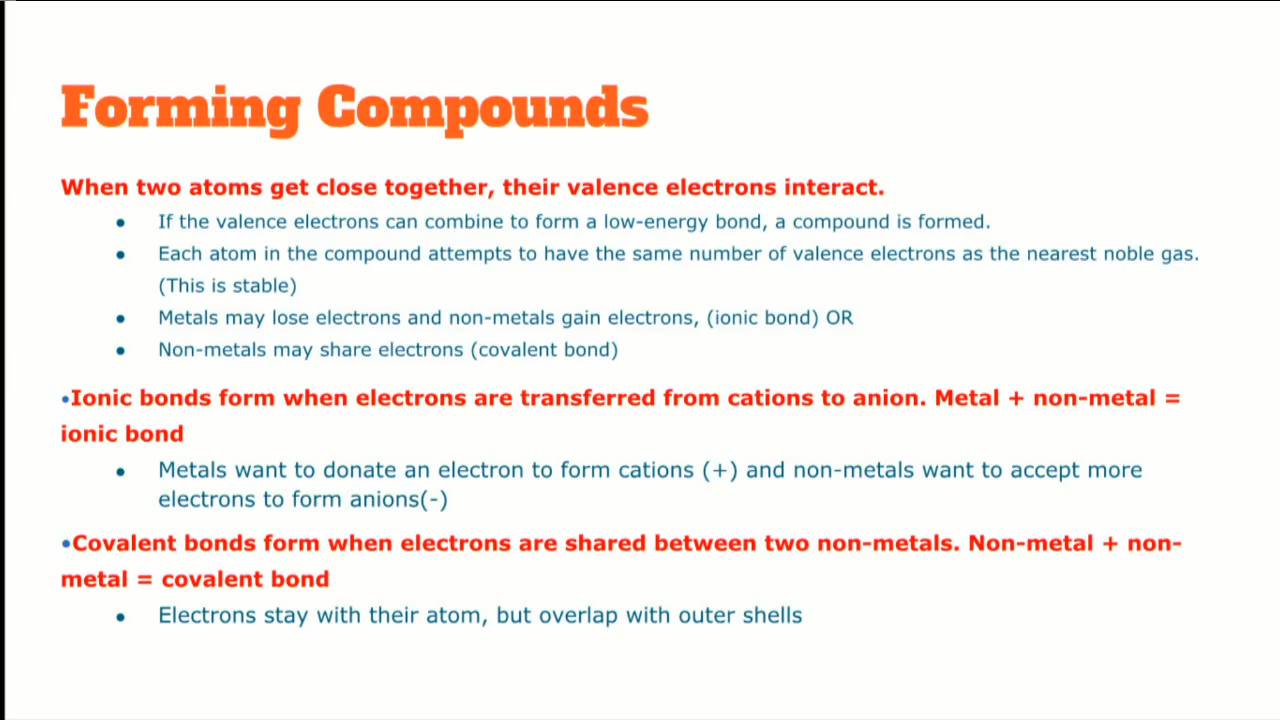 Forming Compounds
When two atoms get close together, their valence electrons interact.
● If the valence electrons can combine to form a low-energy bond, a compound is formed.
● Each atom in the compound attempts to have the same number of valence electrons as the nearest noble gas.
(This is stable)
● Metals may lose electrons and non-metals gain electrons, (ionic bond) OR
● Non-metals may share electrons (covalent bond)
•Ionic bonds form when electrons are transferred from cations to anion. Metal + non-metal =
ionic bond
● Metals want to donate an electron to form cations (+) and non-metals want to accept more
electrons to form anions(-)
•Covalent bonds form when electrons are shared between two non-metals. Non-metal + non-
metal = covalent bond
● Electrons stay with their atom, but overlap with outer shells